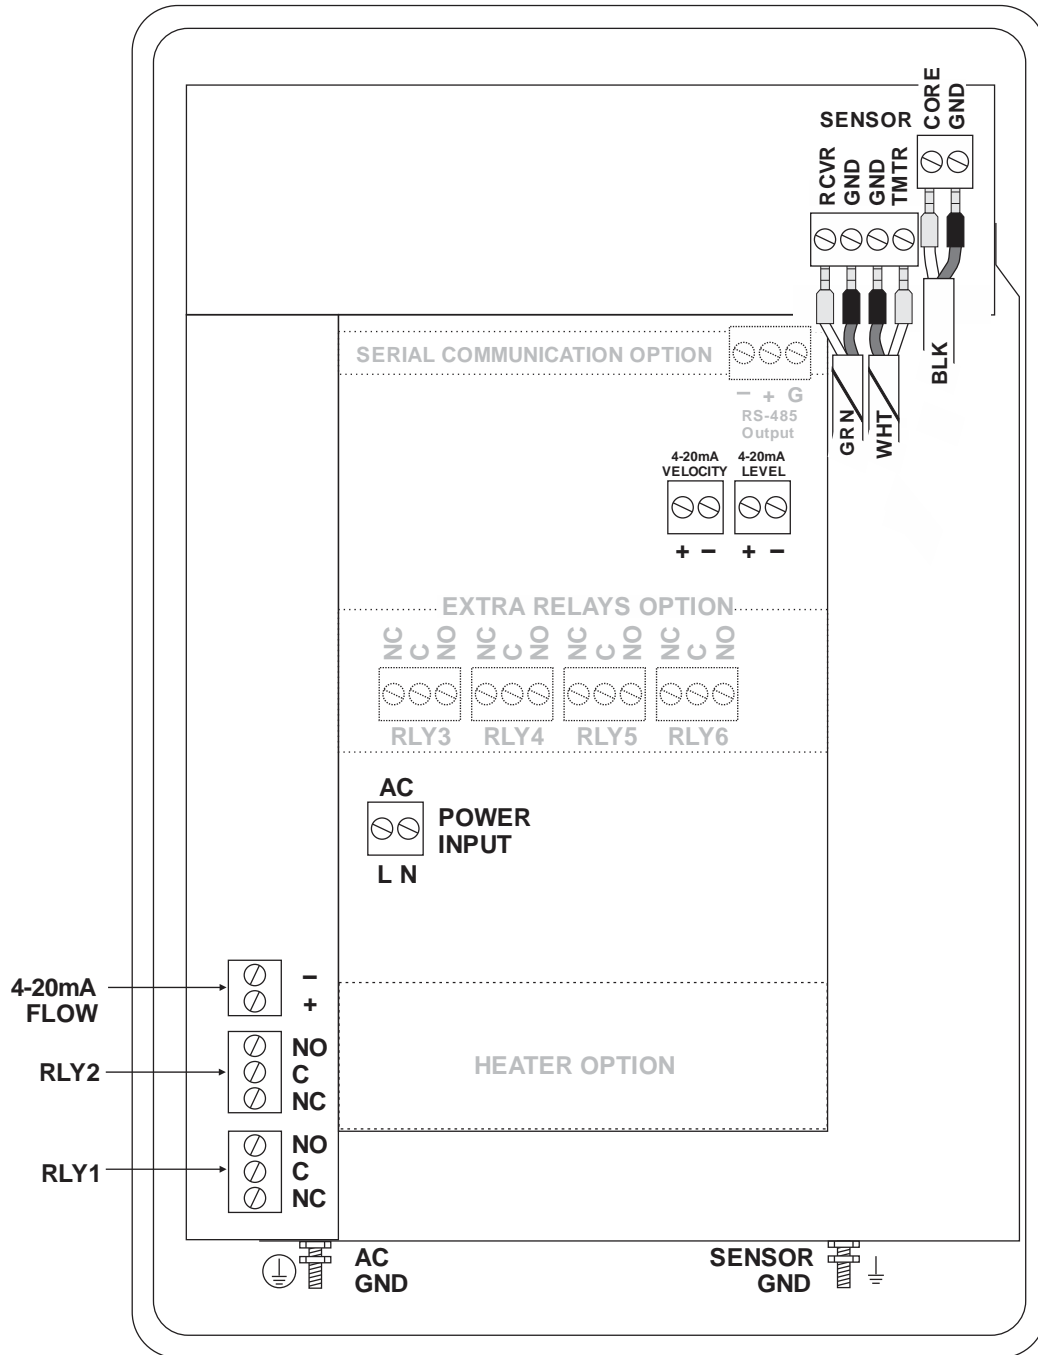 CORE
GND
SENSOR
RCVR
GND
GND
TMTR
BLK
GRN
WHT
SERIAL COMMUNICATION OPTION
− + G
RS-485
Output
4-20mA
VELOCITY
+ −
4-20mA
LEVEL
+ −
EXTRA RELAYS OPTION
NC C NO NC C NO NC C NO NC C NO
RLY3 RLY4 RLY5 RLY6
AC
POWER
INPUT
L N
4-20mA
FLOW
−
+
RLY2
NO
C
NC
HEATER OPTION
RLY1
NO
C
NC
AC
GND
SENSOR
GND